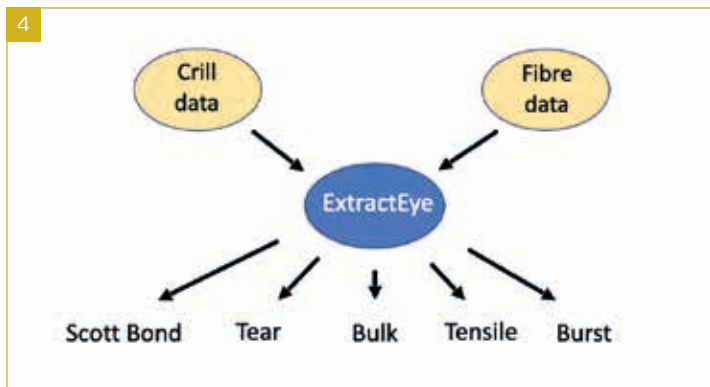 4
Crill
data
Fibre
data
ExtractEye
Scott Bond Tear Bulk Tensile Burst